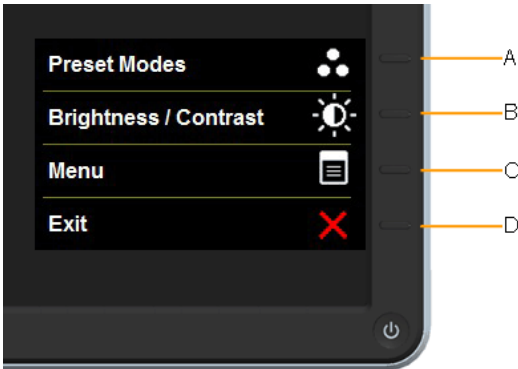 Preset Modes
A
Brightness / Contrast
B
Menu
C
Exit
D